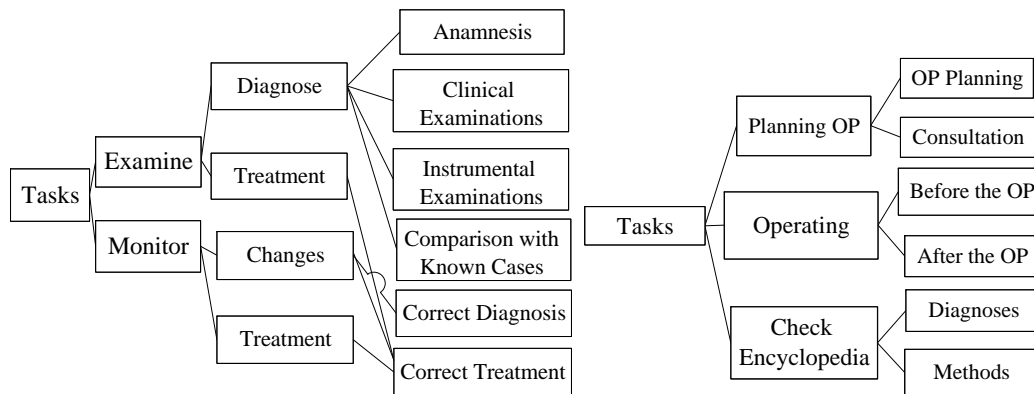 Tasks
Examine
Monitor
Diagnose
Treatment
Changes
Treatment
Anamnesis
Clinical
Examinations
Instrumental
Examinations
Comparison with
Known Cases
Correct Diagnosis
Correct Treatment
Tasks
Planning OP
Operating
Check
Encyclopedia
OP Planning
Consultation
Before the OP
After the OP
Diagnoses
Methods